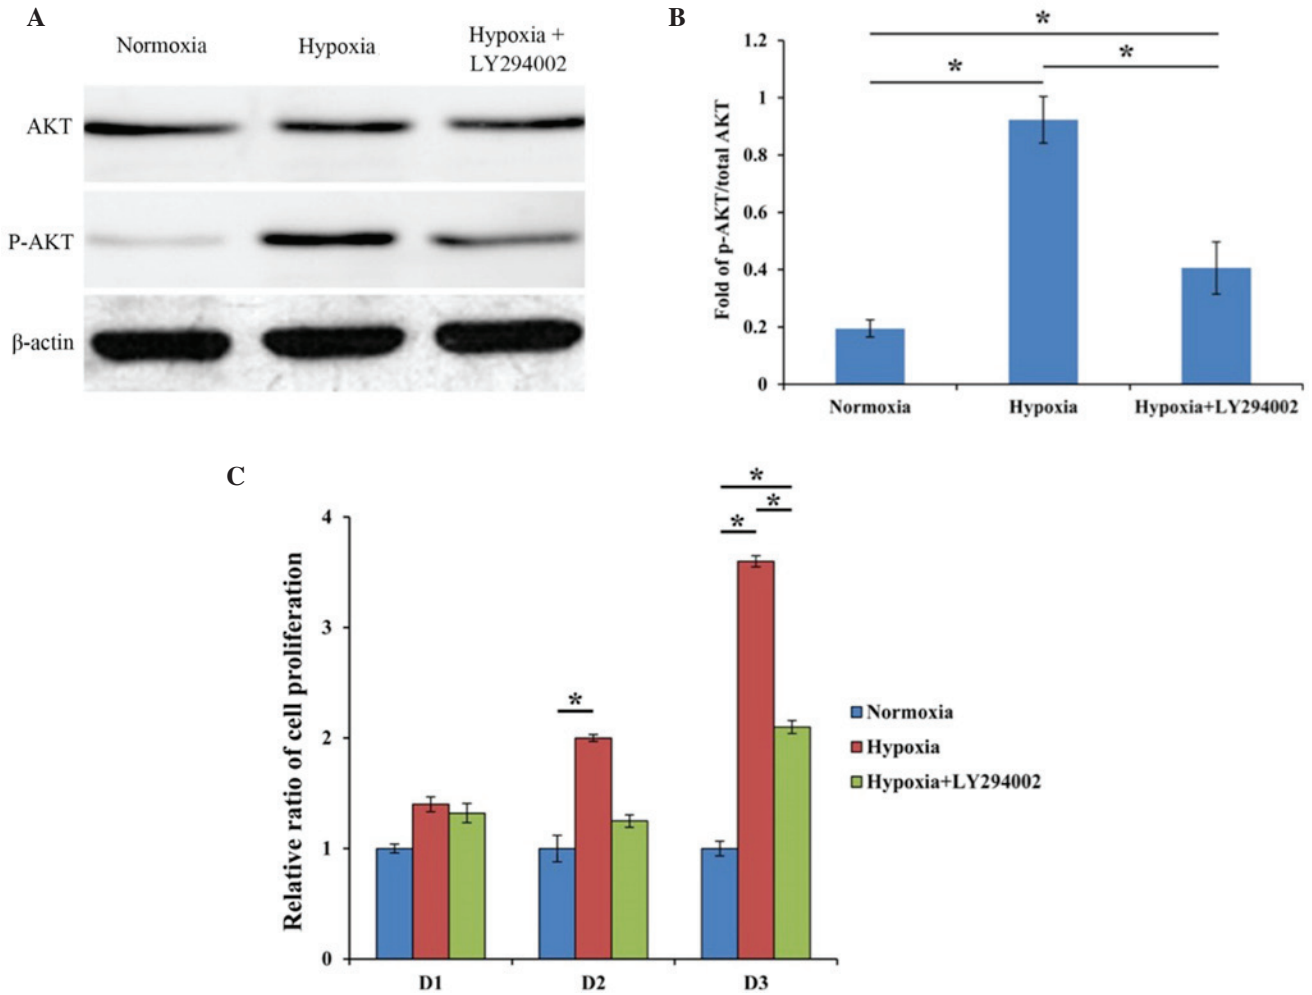 A
Normoxia
Hypoxia
Hypoxia +
LY294002
AKT
P-AKT
β-actin
B
*
*
*
Fold of p-AKT/total AKT
1.2
1
0.8
0.6
0.4
0.2
0
Normoxia
Hypoxia
Hypoxia+LY294002
C
*
*
*
*
Relative ratio of cell proliferation
4
3
2
1
0
D1
D2
D3
Normoxia
Hypoxia
Hypoxia+LY294002